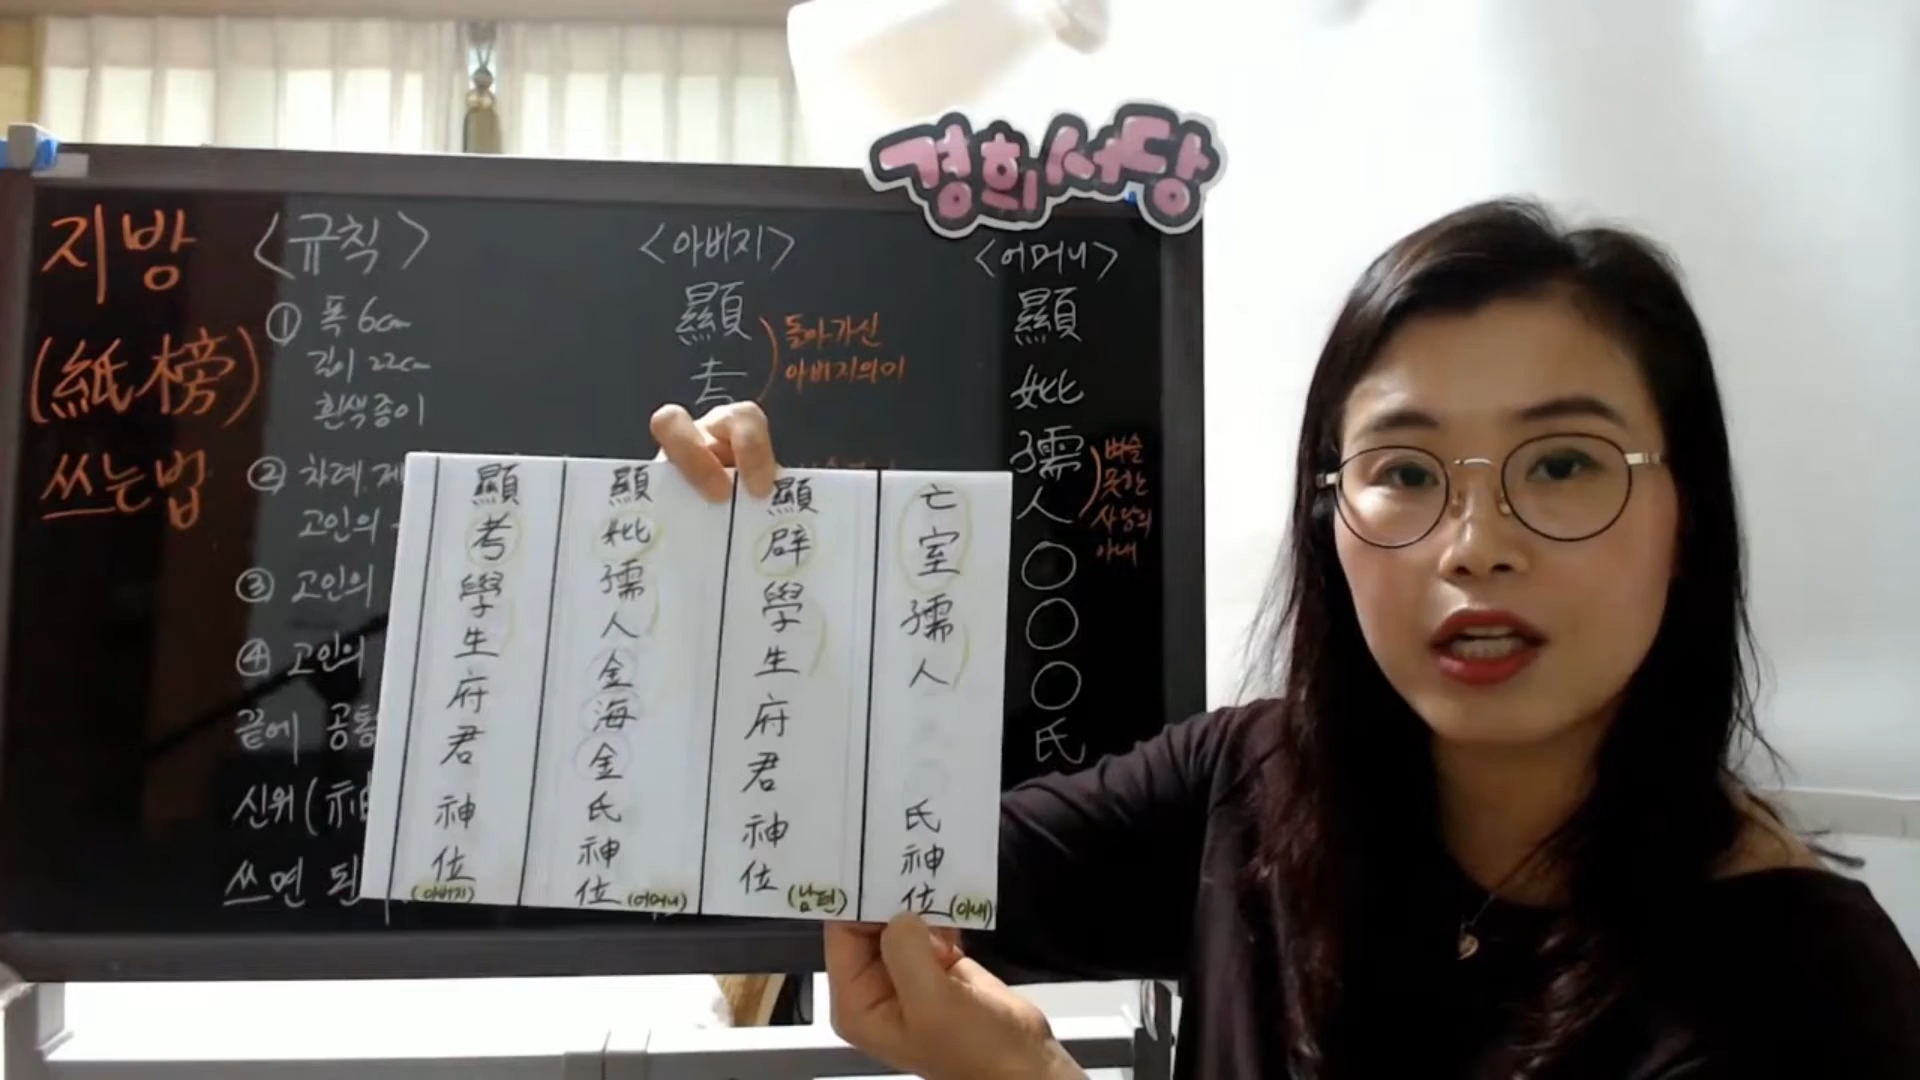 경희서당
지방
(紙榜)
쓰는법
<규칙>
① 폭 6cm
길이 22cm
흰색종이
② 차례.제
고인의
③ 고인의
④ 고인의
끝에 공통
신위(神
쓰면 된
<아버지>
顯
考
돌아가신
아버지의미
<어머니>
顯
妣
孺
人
○
○
○
氏
벼슬
못한
사람의
아내
顯
考
學
生
府
君
神
位
(아버지)
顯
妣
孺
人
金
海
金
氏
神
位
(어머니)
顯
辟
學
生
府
君
神
位
(남편)
亡
室
孺
人
氏
神
位
(아내)